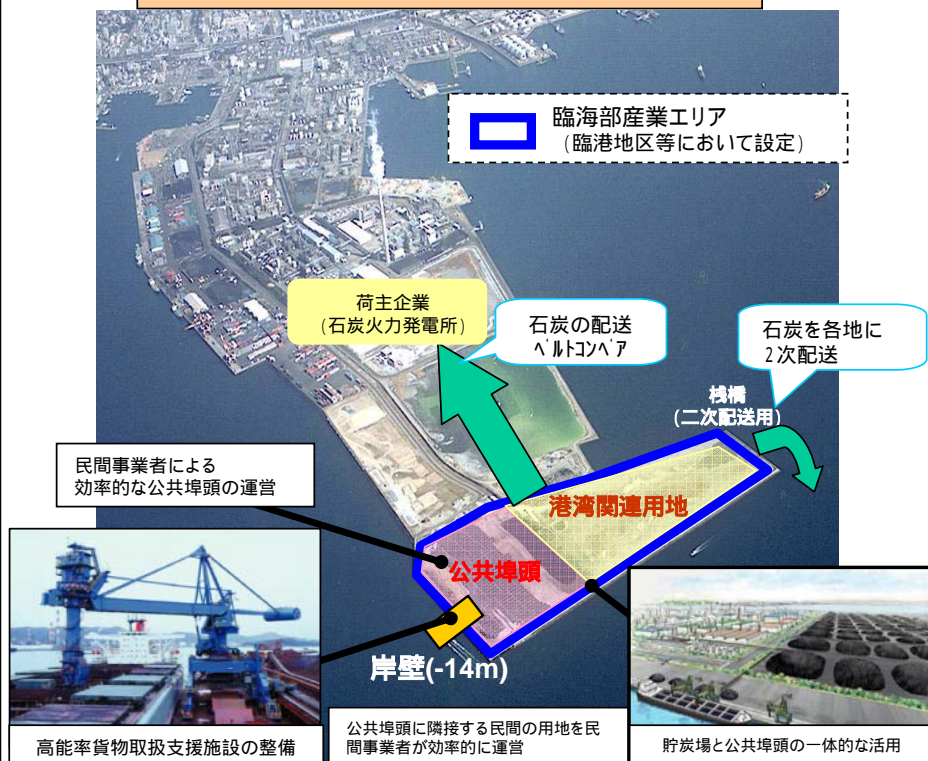 臨海部産業エリア
(臨港地区等において設定)
荷主企業
(石炭火力発電所)
石炭の配送
ベルトコンベア
石炭を各地に
2次配送
桟橋
(二次配送用)
民間事業者による
効率的な公共埠頭の運営
港湾関連用地
公共埠頭
岸壁(-14m)
高能率貨物取扱支援施設の整備
公共埠頭に隣接する民間の用地を民
間事業者が効率的に運営
貯炭場と公共埠頭の一体的な活用